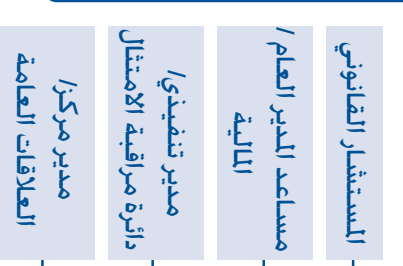 المستشار القانوني
مساعد المدير العام /
المالية
مدير تنفيذي/
دائرة مراقبة الامتثال
مدير مركز/
العلاقات العامة